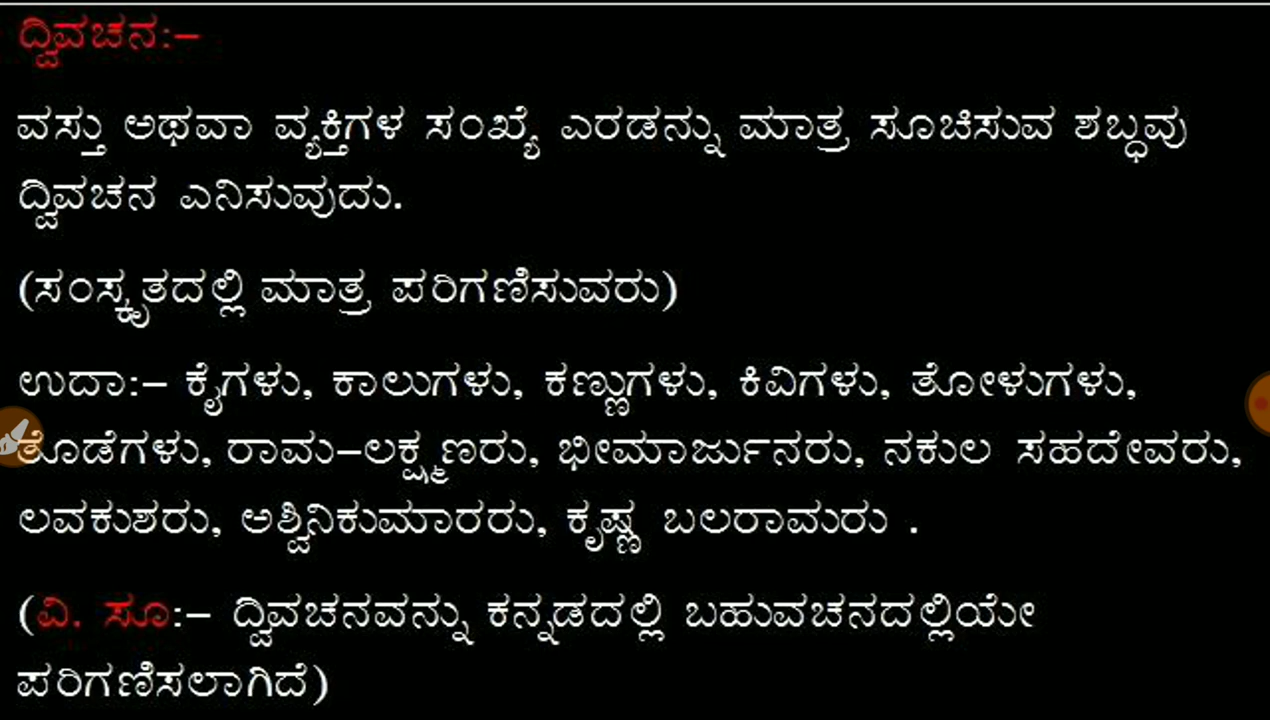 ದ್ವಿವಚನ:–
ವಸ್ತು ಅಥವಾ ವ್ಯಕ್ತಿಗಳ ಸಂಖ್ಯೆ ಎರಡನ್ನು ಮಾತ್ರ ಸೂಚಿಸುವ ಶಬ್ಧವು
ದ್ವಿವಚನ ಎನಿಸುವುದು.
(ಸಂಸ್ಕೃತದಲ್ಲಿ ಮಾತ್ರ ಪರಿಗಣಿಸುವರು)
ಉದಾ:– ಕೈಗಳು, ಕಾಲುಗಳು, ಕಣ್ಣುಗಳು, ಕಿವಿಗಳು, ತೋಳುಗಳು,
ತೊಡೆಗಳು, ರಾಮ–ಲಕ್ಷ್ಮಣರು, ಭೀಮಾರ್ಜುನರು, ನಕುಲ ಸಹದೇವರು,
ಲವಕುಶರು, ಅಶ್ವಿನಿಕುಮಾರರು, ಕೃಷ್ಣ ಬಲರಾಮರು .
(ವಿ. ಸೂ:– ದ್ವಿವಚನವನ್ನು ಕನ್ನಡದಲ್ಲಿ ಬಹುವಚನದಲ್ಲಿಯೇ
ಪರಿಗಣಿಸಲಾಗಿದೆ)